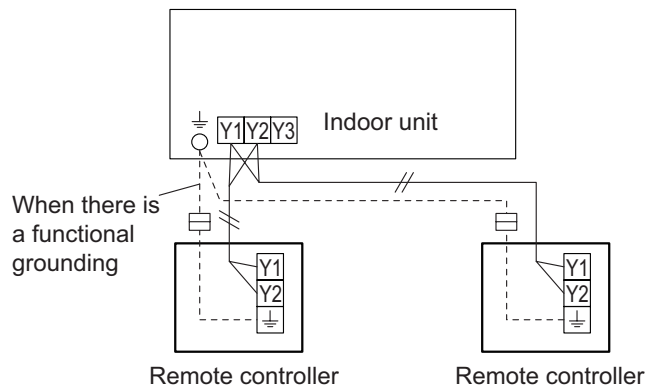 Y1 Y2 Y3
Indoor unit
When there is
a functional
grounding
Y1
Y2
Y1
Y2
Remote controller
Remote controller